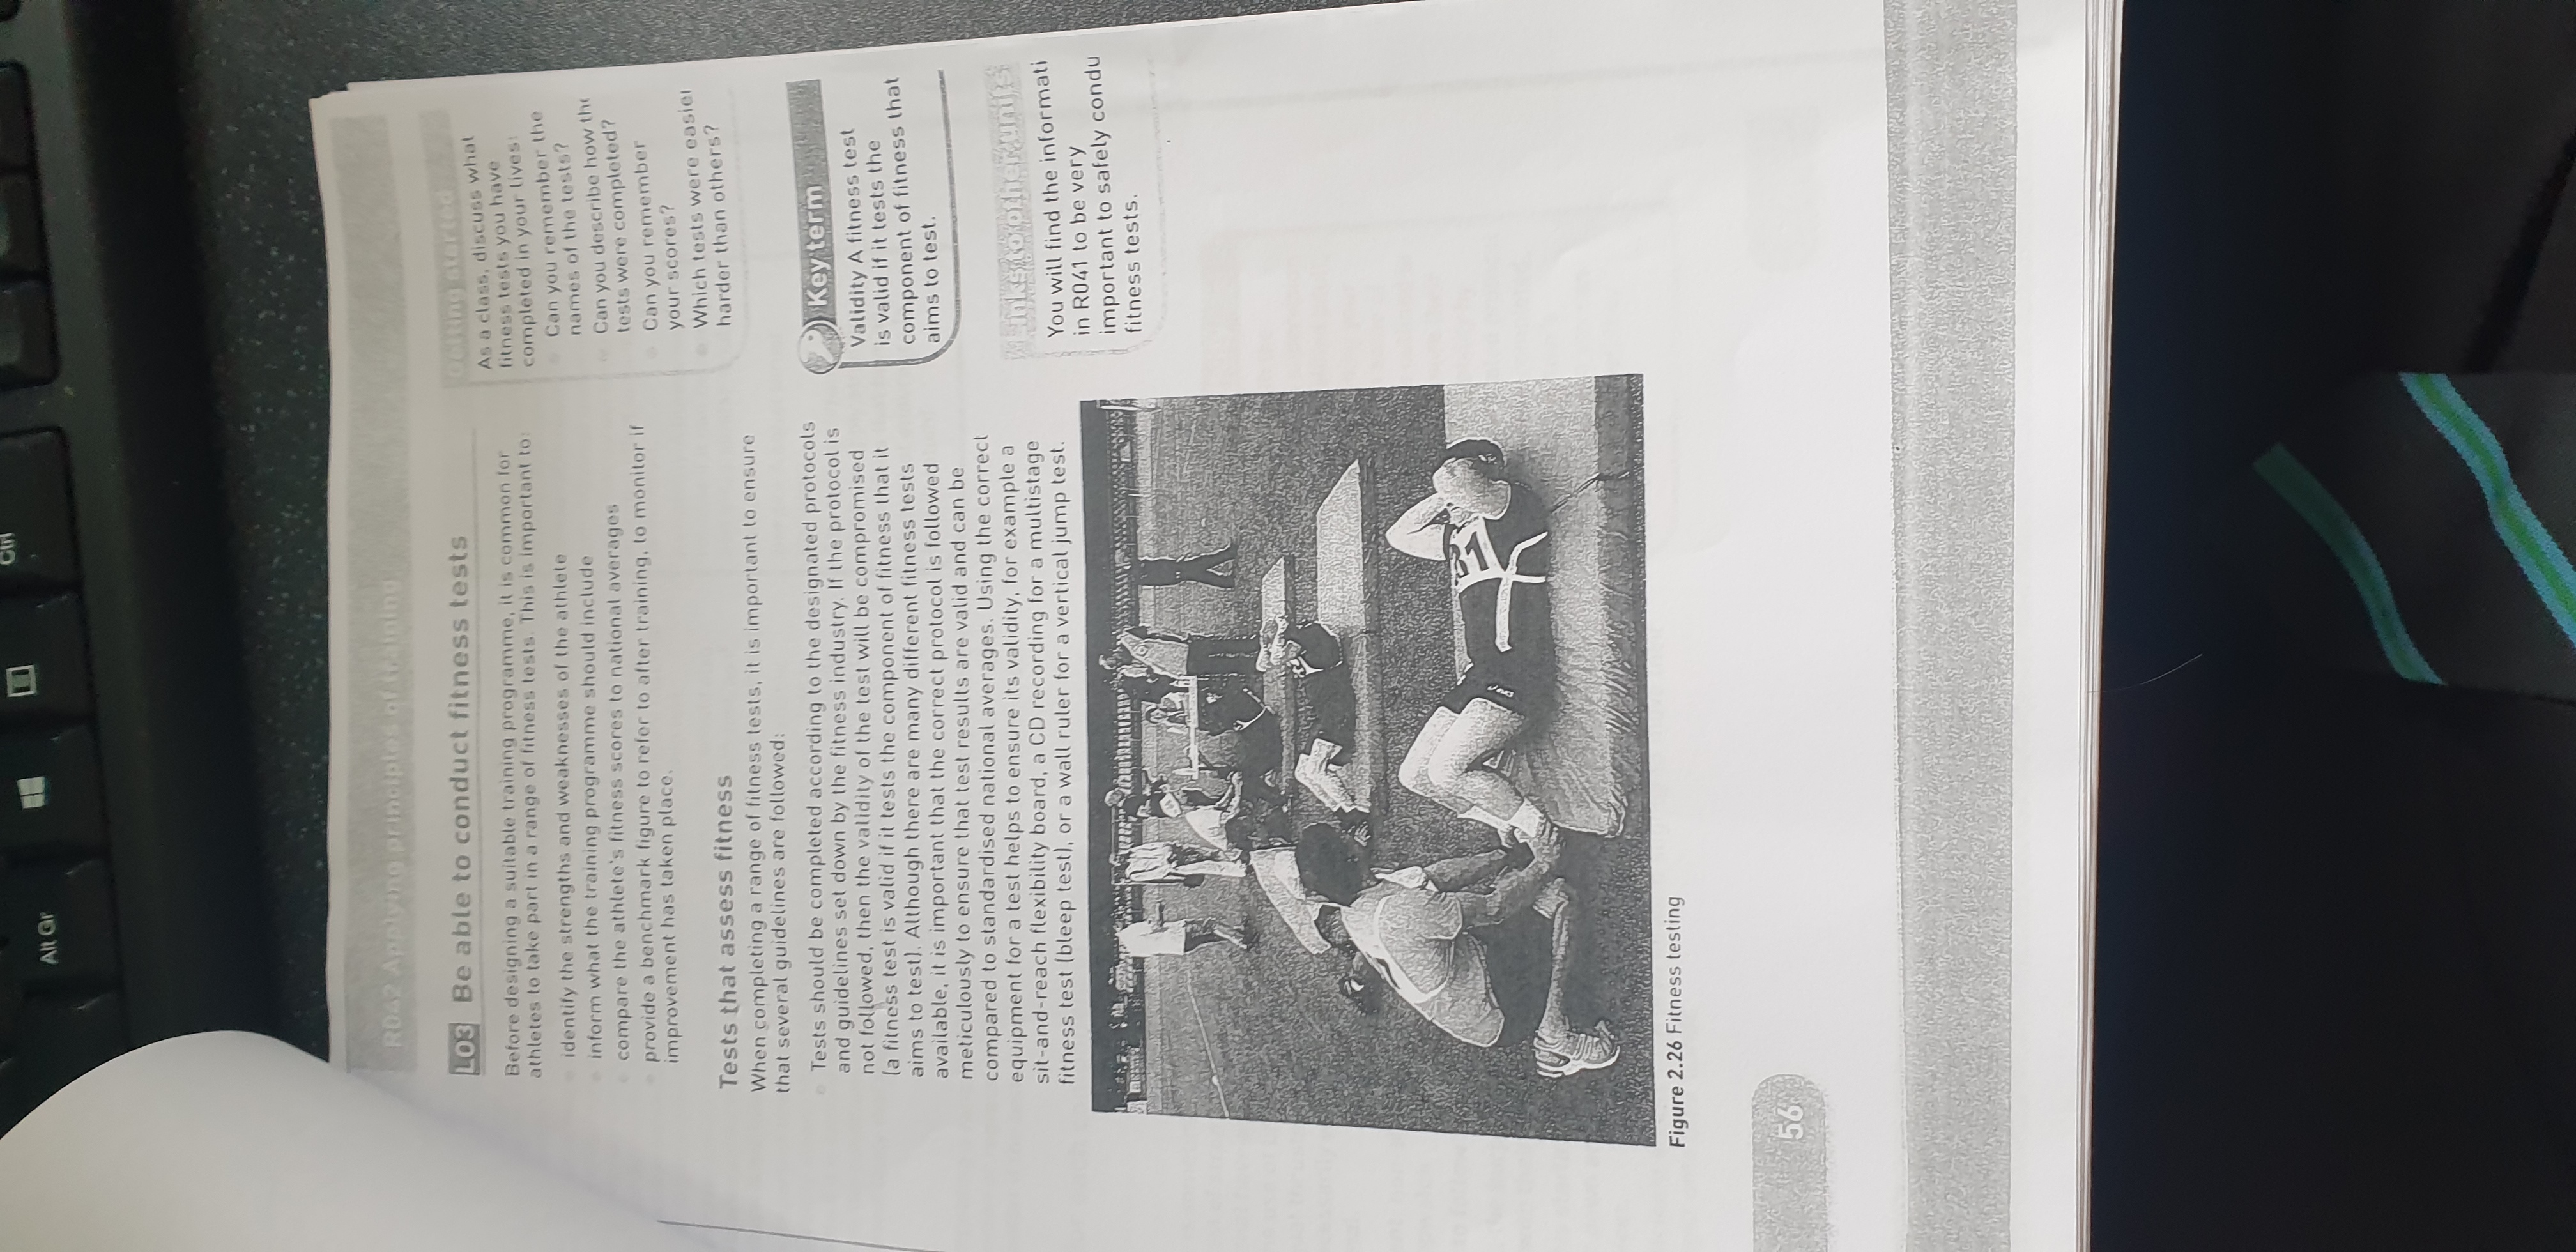 Alt Gr
Ctrl
R042 Applying principles of training
LO3 Be able to conduct fitness tests
Before designing a suitable training programme, it is common for
athletes to take part in a range of fitness tests. This is important to:
identify the strengths and weaknesses of the athlete
inform what the training programme should include
compare the athlete's fitness scores to national averages
provide a benchmark figure to refer to after training, to monitor if
improvement has taken place.
Tests that assess fitness
When completing a range of fitness tests, it is important to ensure
that several guidelines are followed:
Tests should be completed according to the designated protocols
and guidelines set down by the fitness industry. If the protocol is
not followed, then the validity of the test will be compromised
(a fitness test is valid if it tests the component of fitness that it
aims to test). Although there are many different fitness tests
available, it is important that the correct protocol is followed
meticulously to ensure that test results are valid and can be
compared to standardised national averages. Using the correct
equipment for a test helps to ensure its validity, for example a
sit-and-reach flexibility board, a CD recording for a multistage
fitness test (bleep test), or a wall ruler for a vertical jump test.
31
Figure 2.26 Fitness testing
56
Getting started
As a class, discuss what
fitness tests you have
completed in your lives:
Can you remember the
names of the tests?
Can you describe how the
tests were completed?
Can you remember
your scores?
Which tests were easier
harder than others?
Key term
Validity A fitness test
is valid if it tests the
component of fitness that
aims to test.
Links to other units
You will find the informati
in R041 to be very
important to safely condu
fitness tests.